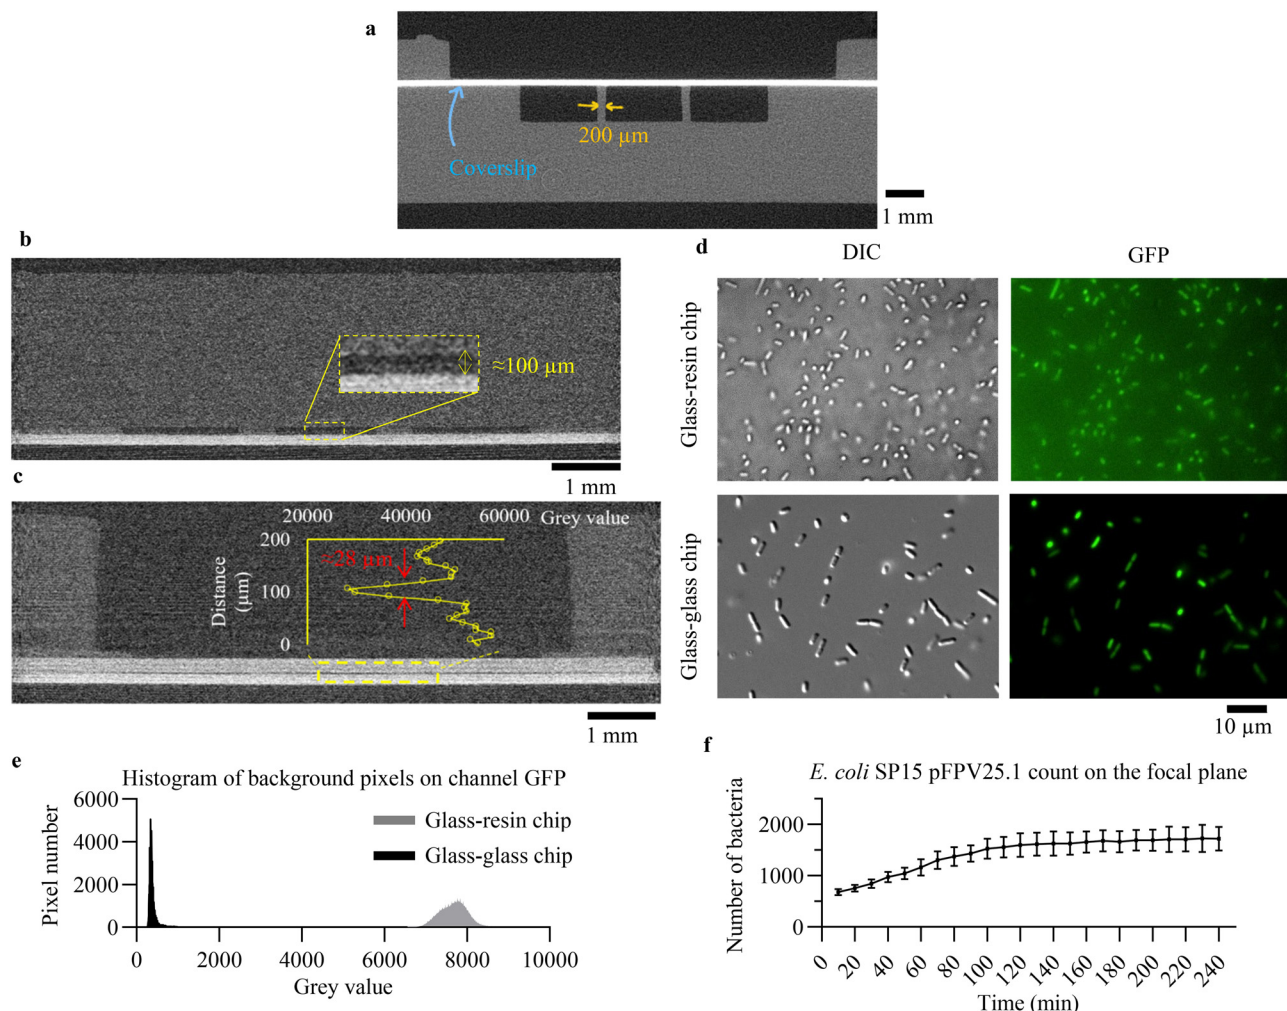 a
200 µm
Coverslip
1 mm
b
≈100 µm
1 mm
c
20000 40000 60000 Grey value
200
100
0
Distance
(µm)
≈28 µm
1 mm
d
DIC GFP
Glass-resin chip
Glass-glass chip
10 µm
e
Histogram of background pixels on channel GFP
Pixel number
6000
4000
2000
0
Glass-resin chip
Glass-glass chip
0 2000 4000 6000 8000 10000
Grey value
f
E. coli SP15 pFPV25.1 count on the focal plane
Number of bacteria
2000
1000
0
0 20 40 60 80 100 120 140 160 180 200 220 240
Time (min)